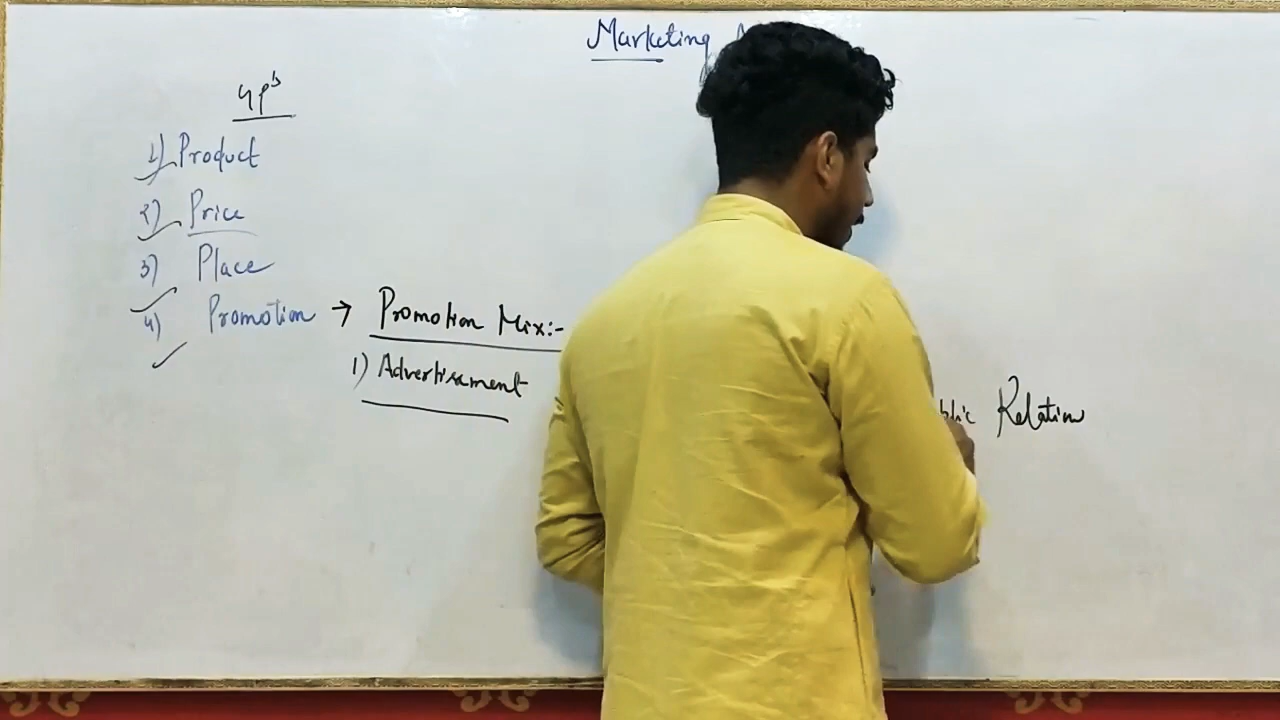 Marketing
4P's
1) Product
2) Price
3) Place
4) Promotion → Promotion Mix:-
1) Advertisement
Relation